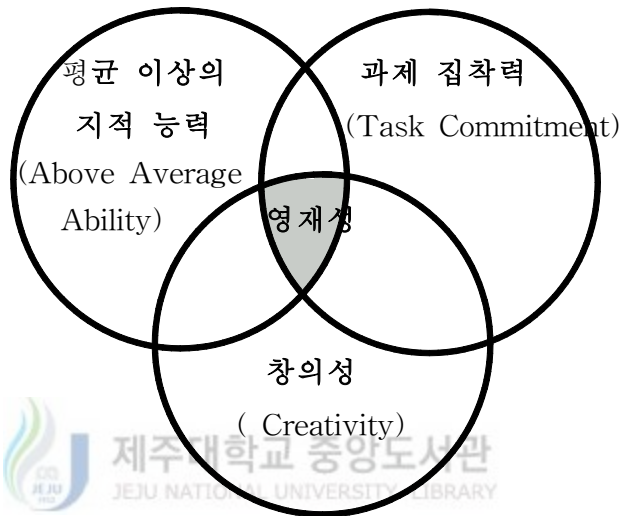 평균 이상의
지적 능력
(Above Average
Ability)
과제 집착력
(Task Commitment)
영재성
창의성
( Creativity)
제주대학교 중앙도서관
JEJU NATIONAL UNIVERSITY LIBRARY
JEJU
1952